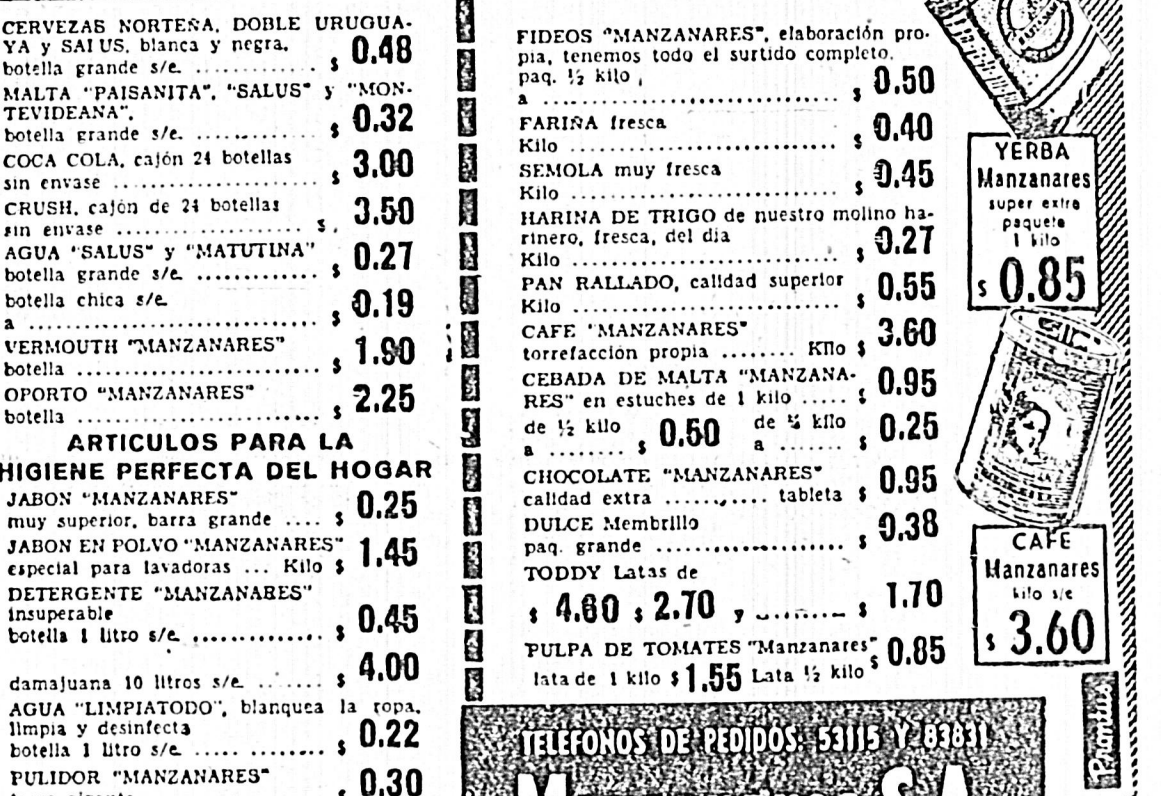 CERVEZAS NORTEÑA, DOBLE URUGUA-
YA y SALUS, blanca y negra,
botella grande s/e. ............. $ 0.48
MALTA "PAISANITA", "SALUS" y "MON-
TEVIDEANA",
botella grande s/e. ............. $ 0.32
COCA COLA, cajón 24 botellas
sin envase ..................... $ 3.00
CRUSH, cajón de 24 botellas
sin envase ................... $. 3.50
AGUA "SALUS" y "MATUTINA"
botella grande s/e. ............. $ 0.27
botella chica s/e.
a ............................. $ 0.19
VERMOUTH "MANZANARES"
botella ........................ $ 1.90
OPORTO "MANZANARES"
botella ........................ $ 2.25
ARTICULOS PARA LA
HIGIENE PERFECTA DEL HOGAR
JABON "MANZANARES"
muy superior, barra grande .... $ 0.25
JABON EN POLVO "MANZANARES"
especial para lavadoras ... Kilo $ 1.45
DETERGENTE "MANZANARES"
insuperable
botella 1 litro s/e. ............. $ 0.45
damajuana 10 litros s/e. ....... $ 4.00
AGUA "LIMPIATODO", blanquea la ropa,
limpia y desinfecta
botella 1 litro s/e. ..... ........ $ 0.22
PULIDOR "MANZANARES"
$ 0.30
FIDEOS "MANZANARES", elaboración pro-
pia, tenemos todo el surtido completo.
paq. ½ kilo,
a ............................... $ 0.50
FARIÑA fresca
Kilo ............................ $ 0.40
SEMOLA muy fresca
Kilo ............................ $ 0.45
HARINA DE TRIGO de nuestro molino ha-
rinero, fresca, del dia
Kilo ............................ $ 0.27
PAN RALLADO, calidad superior
Kilo ............................ $ 0.55
CAFE "MANZANARES"
torrefacción propia ........ Kilo $ 3.60
CEBADA DE MALTA "MANZANA-
RES" en estuches de 1 kilo ..... $ 0.95
de ½ kilo de ¼ kilo
a ........ $ 0.50 a ........ $ 0.25
CHOCOLATE "MANZANARES"
calidad extra ........... tableta $ 0.95
DULCE Membrillo
paq. grande .................... $ 0.38
TODDY Latas de
$ 4.60 $ 2.70 y .......... $ 1.70
PULPA DE TOMATES "Manzanares"
lata de 1 kilo $ 1.55 Lata ½ kilo $ 0.85
YERBA
Manzanares
super extra
paquete
1 kilo
$ 0.85
CAFE
Manzanares
kilo s/e
$ 3.60
TELEFONOS DE PEDIDOS: 53115 Y 83831